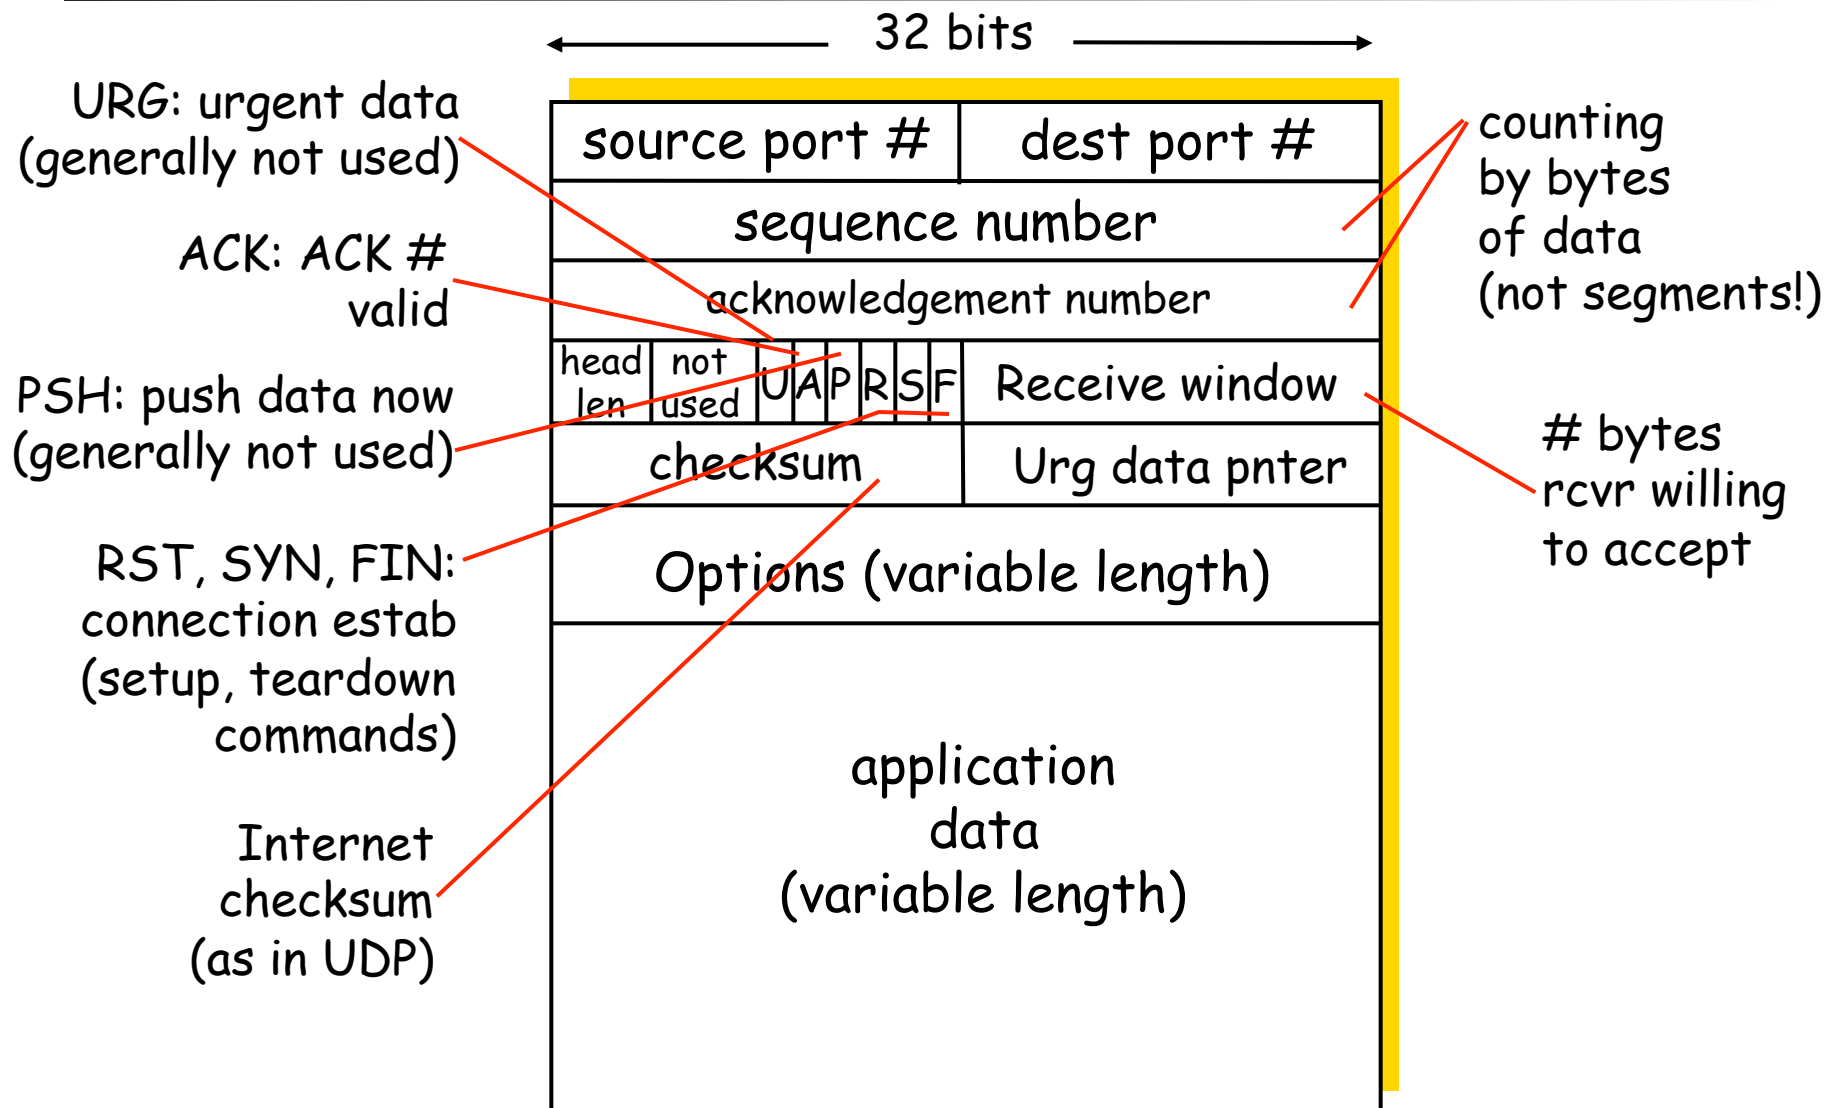 32 bits
URG: urgent data
(generally not used)
ACK: ACK #
valid
PSH: push data now
(generally not used)
RST, SYN, FIN:
connection estab
(setup, teardown
commands)
Internet
checksum
(as in UDP)
source port # dest port #
sequence number
acknowledgement number
head
len
not
used
U A P R S F
Receive window
checksum
Urg data pnter
Options (variable length)
application
data
(variable length)
counting
by bytes
of data
(not segments!)
# bytes
rcvr willing
to accept